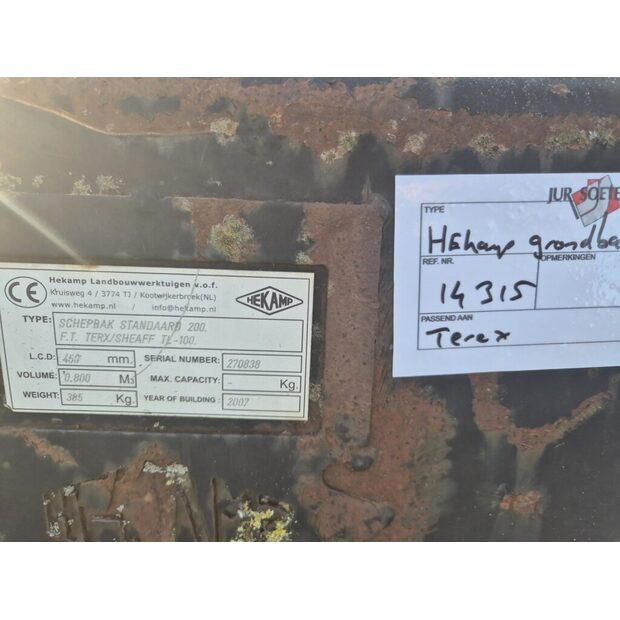 Hekamp Landbouwwerktuigen v.o.f.
Kruisweg 4 / 3774 TJ / Kootwijkerbroek(NL)
www.hekamp.nl / info@hekamp.nl
HEKAMP
TYPE: SCHEPBAK STANDAARD 200.
F.T. TERX/SHEAFF TL-100.
L.C.D: 450 mm. SERIAL NUMBER: 270838
VOLUME: 0.800 M3 MAX. CAPACITY: - Kg.
WEIGHT: 385 Kg. YEAR OF BUILDING: 2007
JUR SOETE
TYPE
HEkamp grondba
REF. NR. OPMERKINGEN
14315
PASSEND AAN
Terex